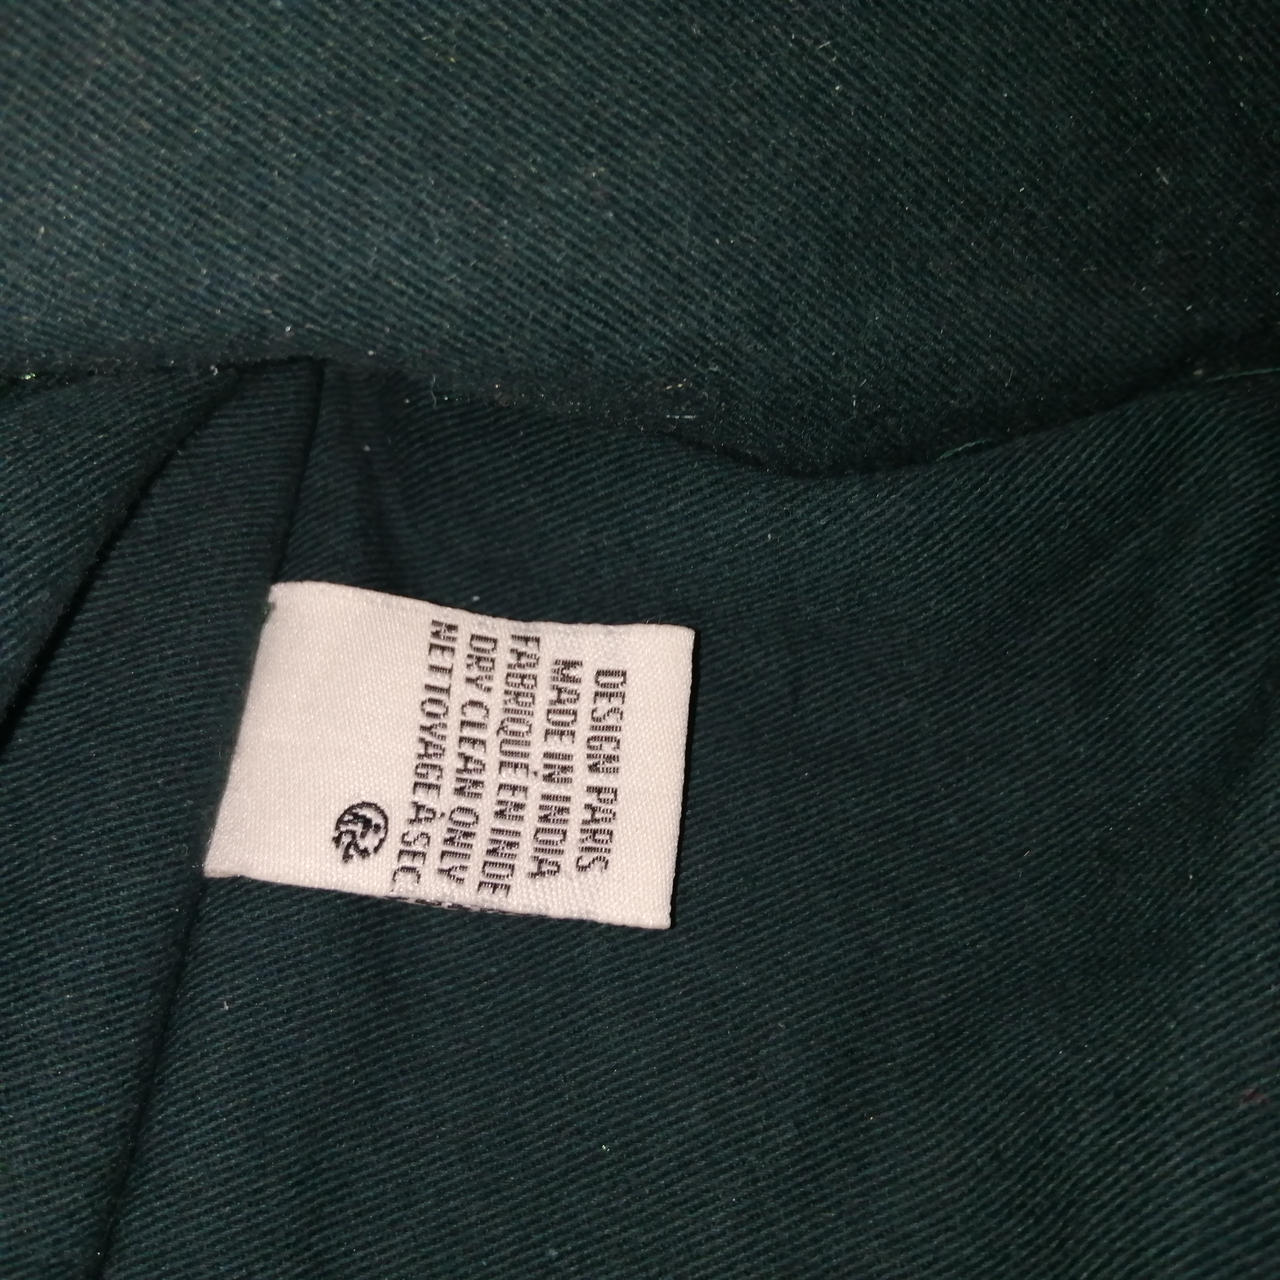 DESIGN PARIS
MADE IN INDIA
FABRIQUÉ EN INDE
DRY CLEAN ONLY
NETTOYAGE À SEC